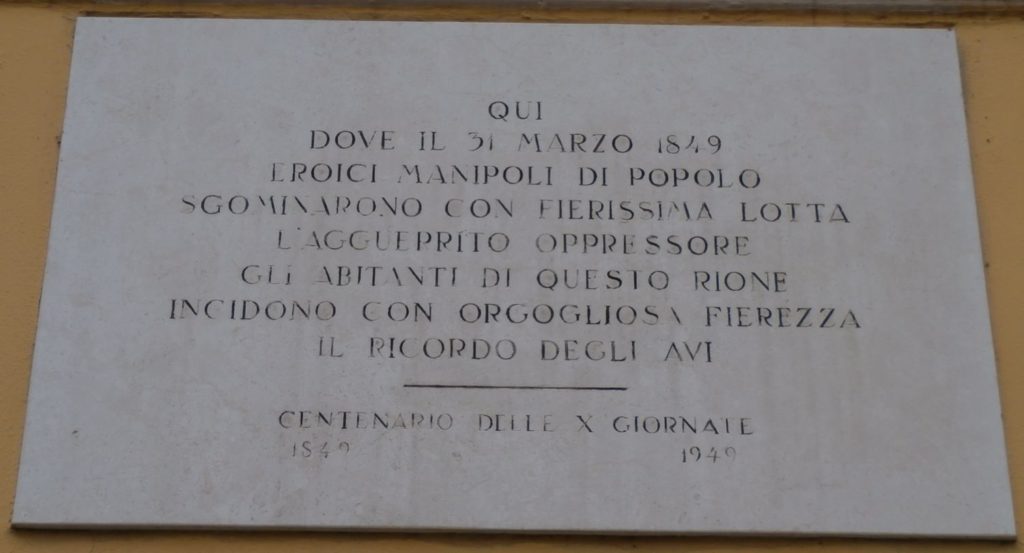 QUI
DOVE IL 31 MARZO 1849
EROICI MANIPOLI DI POPOLO
SGOMINARONO CON FIERISSIMA LOTTA
L'AGGUERRITO OPPRESSORE
GLI ABITANTI DI QUESTO RIONE
INCIDONO CON ORGOGLIOSA FIEREZZA
IL RICORDO DEGLI AVI
CENTENARIO DELLE X GIORNATE
1849 1949